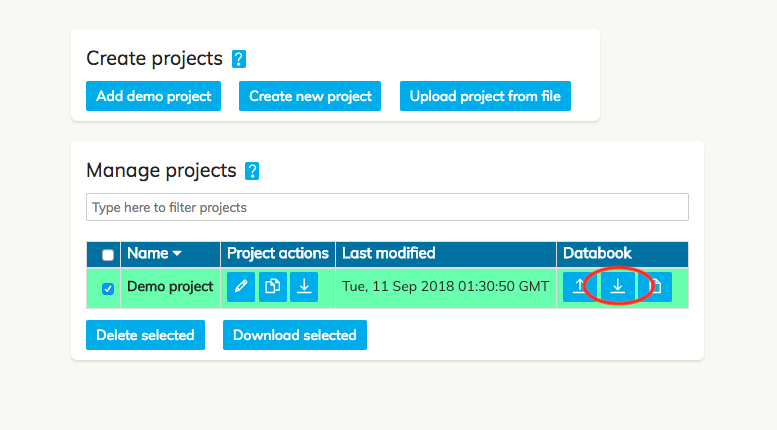 Create projects ?
Add demo project Create new project Upload project from file
Manage projects ?
Type here to filter projects
Name Project actions Last modified Databook
Demo project Tue, 11 Sep 2018 01:30:50 GMT
Delete selected Download selected